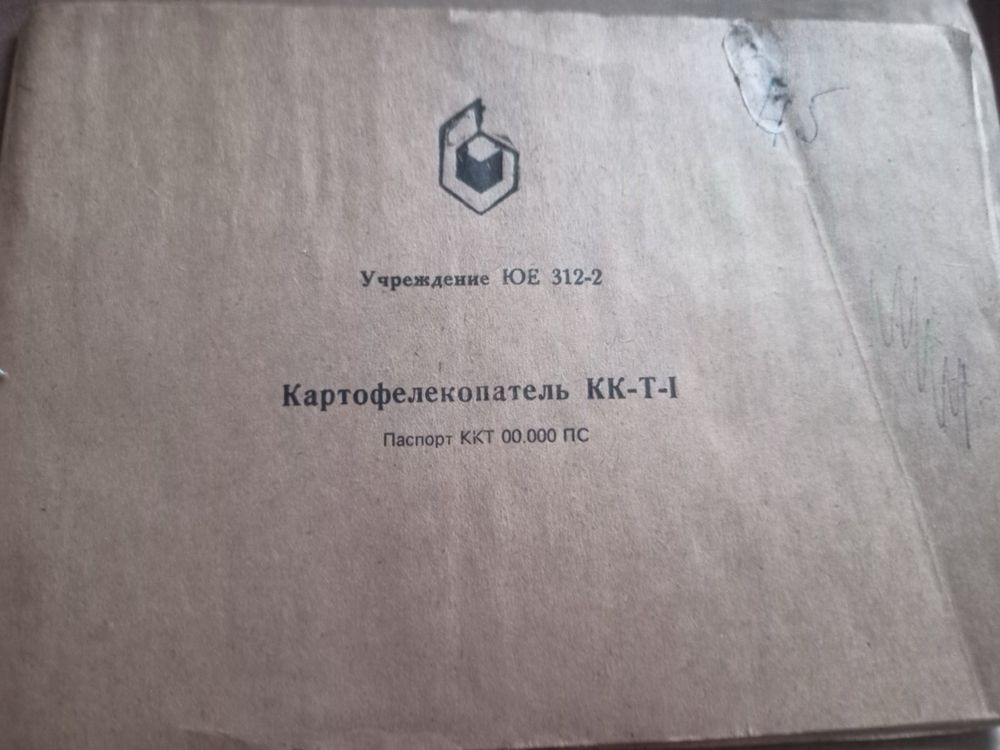 Учреждение ЮЕ 312-2
Картофелекопатель КК-Т-I
Паспорт ККТ 00.000 ПС